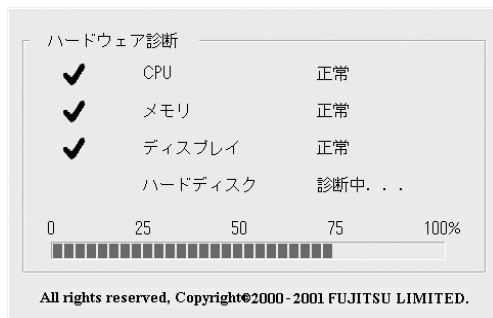 ハードウェア診断
CPU 正常
メモリ 正常
ディスプレイ 正常
ハードディスク 診断中...
0 25 50 75 100%
All rights reserved, Copyright©2000-2001 FUJITSU LIMITED.